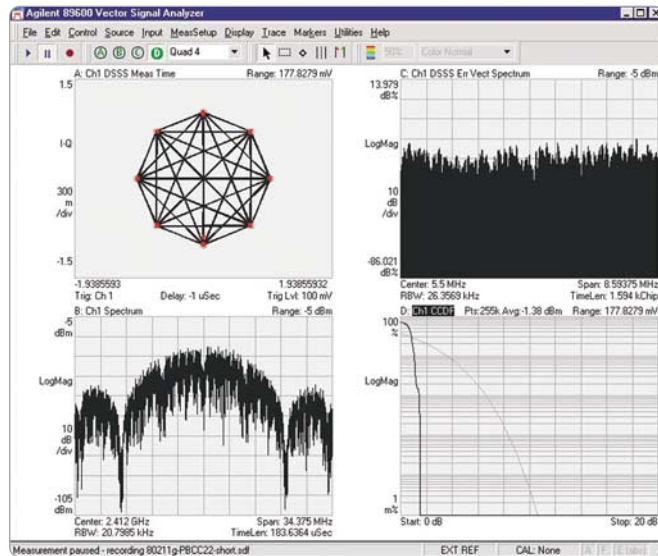 Agilent 89600 Vector Signal Analyzer
File Edit Control Source Input MeasSetup Display Trace Markers Utilities Help
A B C D Quad 4 50% Color Normal
A: Ch1 DSSS Meas Time Range: 177.8279 mV
1.5
I-Q
300
m
/div
-1.5
-1.9385593 1.93855932
Trig: Ch 1 Delay: -1 uSec Trig Lvl: 100 mV
C: Ch1 DSSS Err Vect Spectrum Range: -5 dBm
13.979
dB%
LogMag
10
dB
/div
-86.021
dB%
Center: 5.5 MHz Span: 8.59375 MHz
RBW: 26.3569 kHz TimeLen: 1.594 kChip
B: Ch1 Spectrum Range: -5 dBm
-5
dBm
LogMag
10
dB
/div
-105
dBm
Center: 2.412 GHz Span: 34.375 MHz
RBW: 20.7985 kHz TimeLen: 183.6364 uSec
D: Ch1 CCDF Pts:255k Avg:-1.38 dBm Range: 177.8279 mV
100
%
LogMag
1
m%
Start: 0 dB Stop: 20 dB
Measurement paused - recording 80211g-PBCC22-short.sdf EXT REF CAL: None